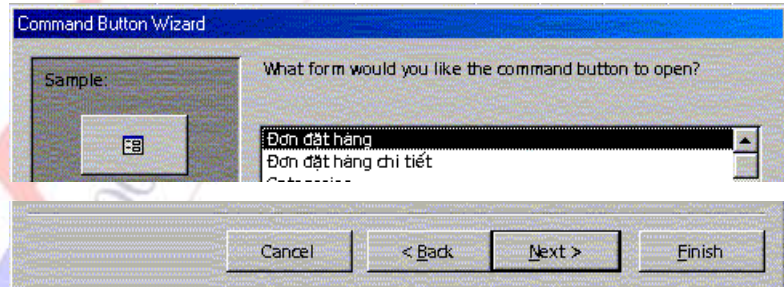 Command Button Wizard
Sample:
What form would you like the command button to open?
Đơn đặt hàng
Đơn đặt hàng chi tiết
Cancel
< Back
Next >
Finish